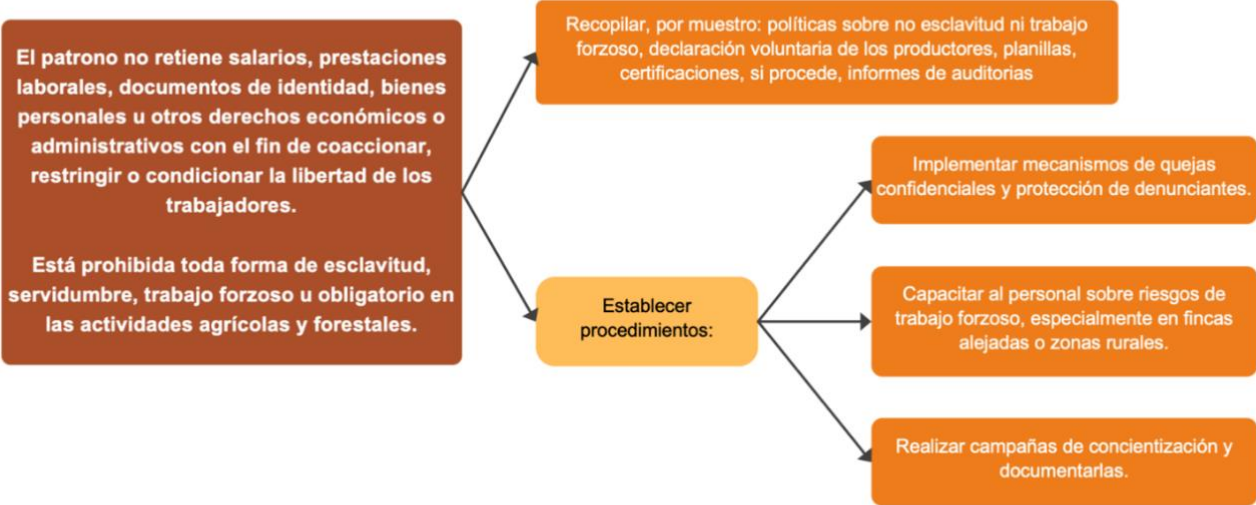 El patrono no retiene salarios, prestaciones
laborales, documentos de identidad, bienes
personales u otros derechos económicos o
administrativos con el fin de coaccionar,
restringir o condicionar la libertad de los
trabajadores.
Está prohibida toda forma de esclavitud,
servidumbre, trabajo forzoso u obligatorio en
las actividades agrícolas y forestales.
Recopilar, por muestro: políticas sobre no esclavitud ni trabajo
forzoso, declaración voluntaria de los productores, planillas,
certificaciones, si procede, informes de auditorias
Establecer
procedimientos:
Implementar mecanismos de quejas
confidenciales y protección de denunciantes.
Capacitar al personal sobre riesgos de
trabajo forzoso, especialmente en fincas
alejadas o zonas rurales.
Realizar campañas de concientización y
documentarlas.